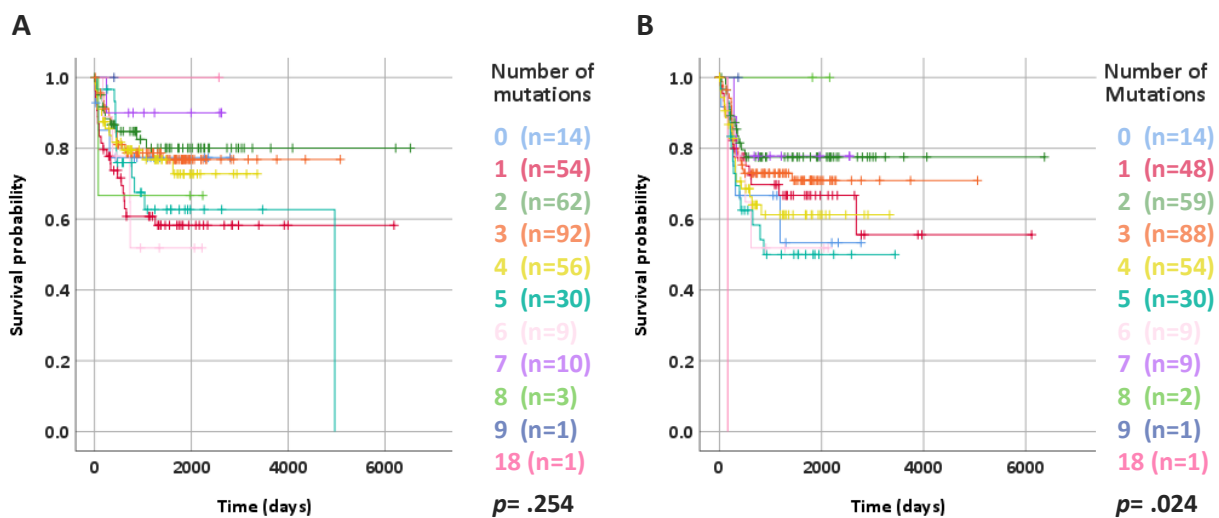 A
Survival probability
1.0
0.8
0.6
0.4
0.2
0.0
0
2000
4000
6000
Time (days)
Number of
mutations
0 (n=14)
1 (n=54)
2 (n=62)
3 (n=92)
4 (n=56)
5 (n=30)
6 (n=9)
7 (n=10)
8 (n=3)
9 (n=1)
18 (n=1)
p= .254
B
Survival probability
1.0
0.8
0.6
0.4
0.2
0.0
0
2000
4000
6000
Time (days)
Number of
Mutations
0 (n=14)
1 (n=48)
2 (n=59)
3 (n=88)
4 (n=54)
5 (n=30)
6 (n=9)
7 (n=9)
8 (n=2)
9 (n=1)
18 (n=1)
p= .024